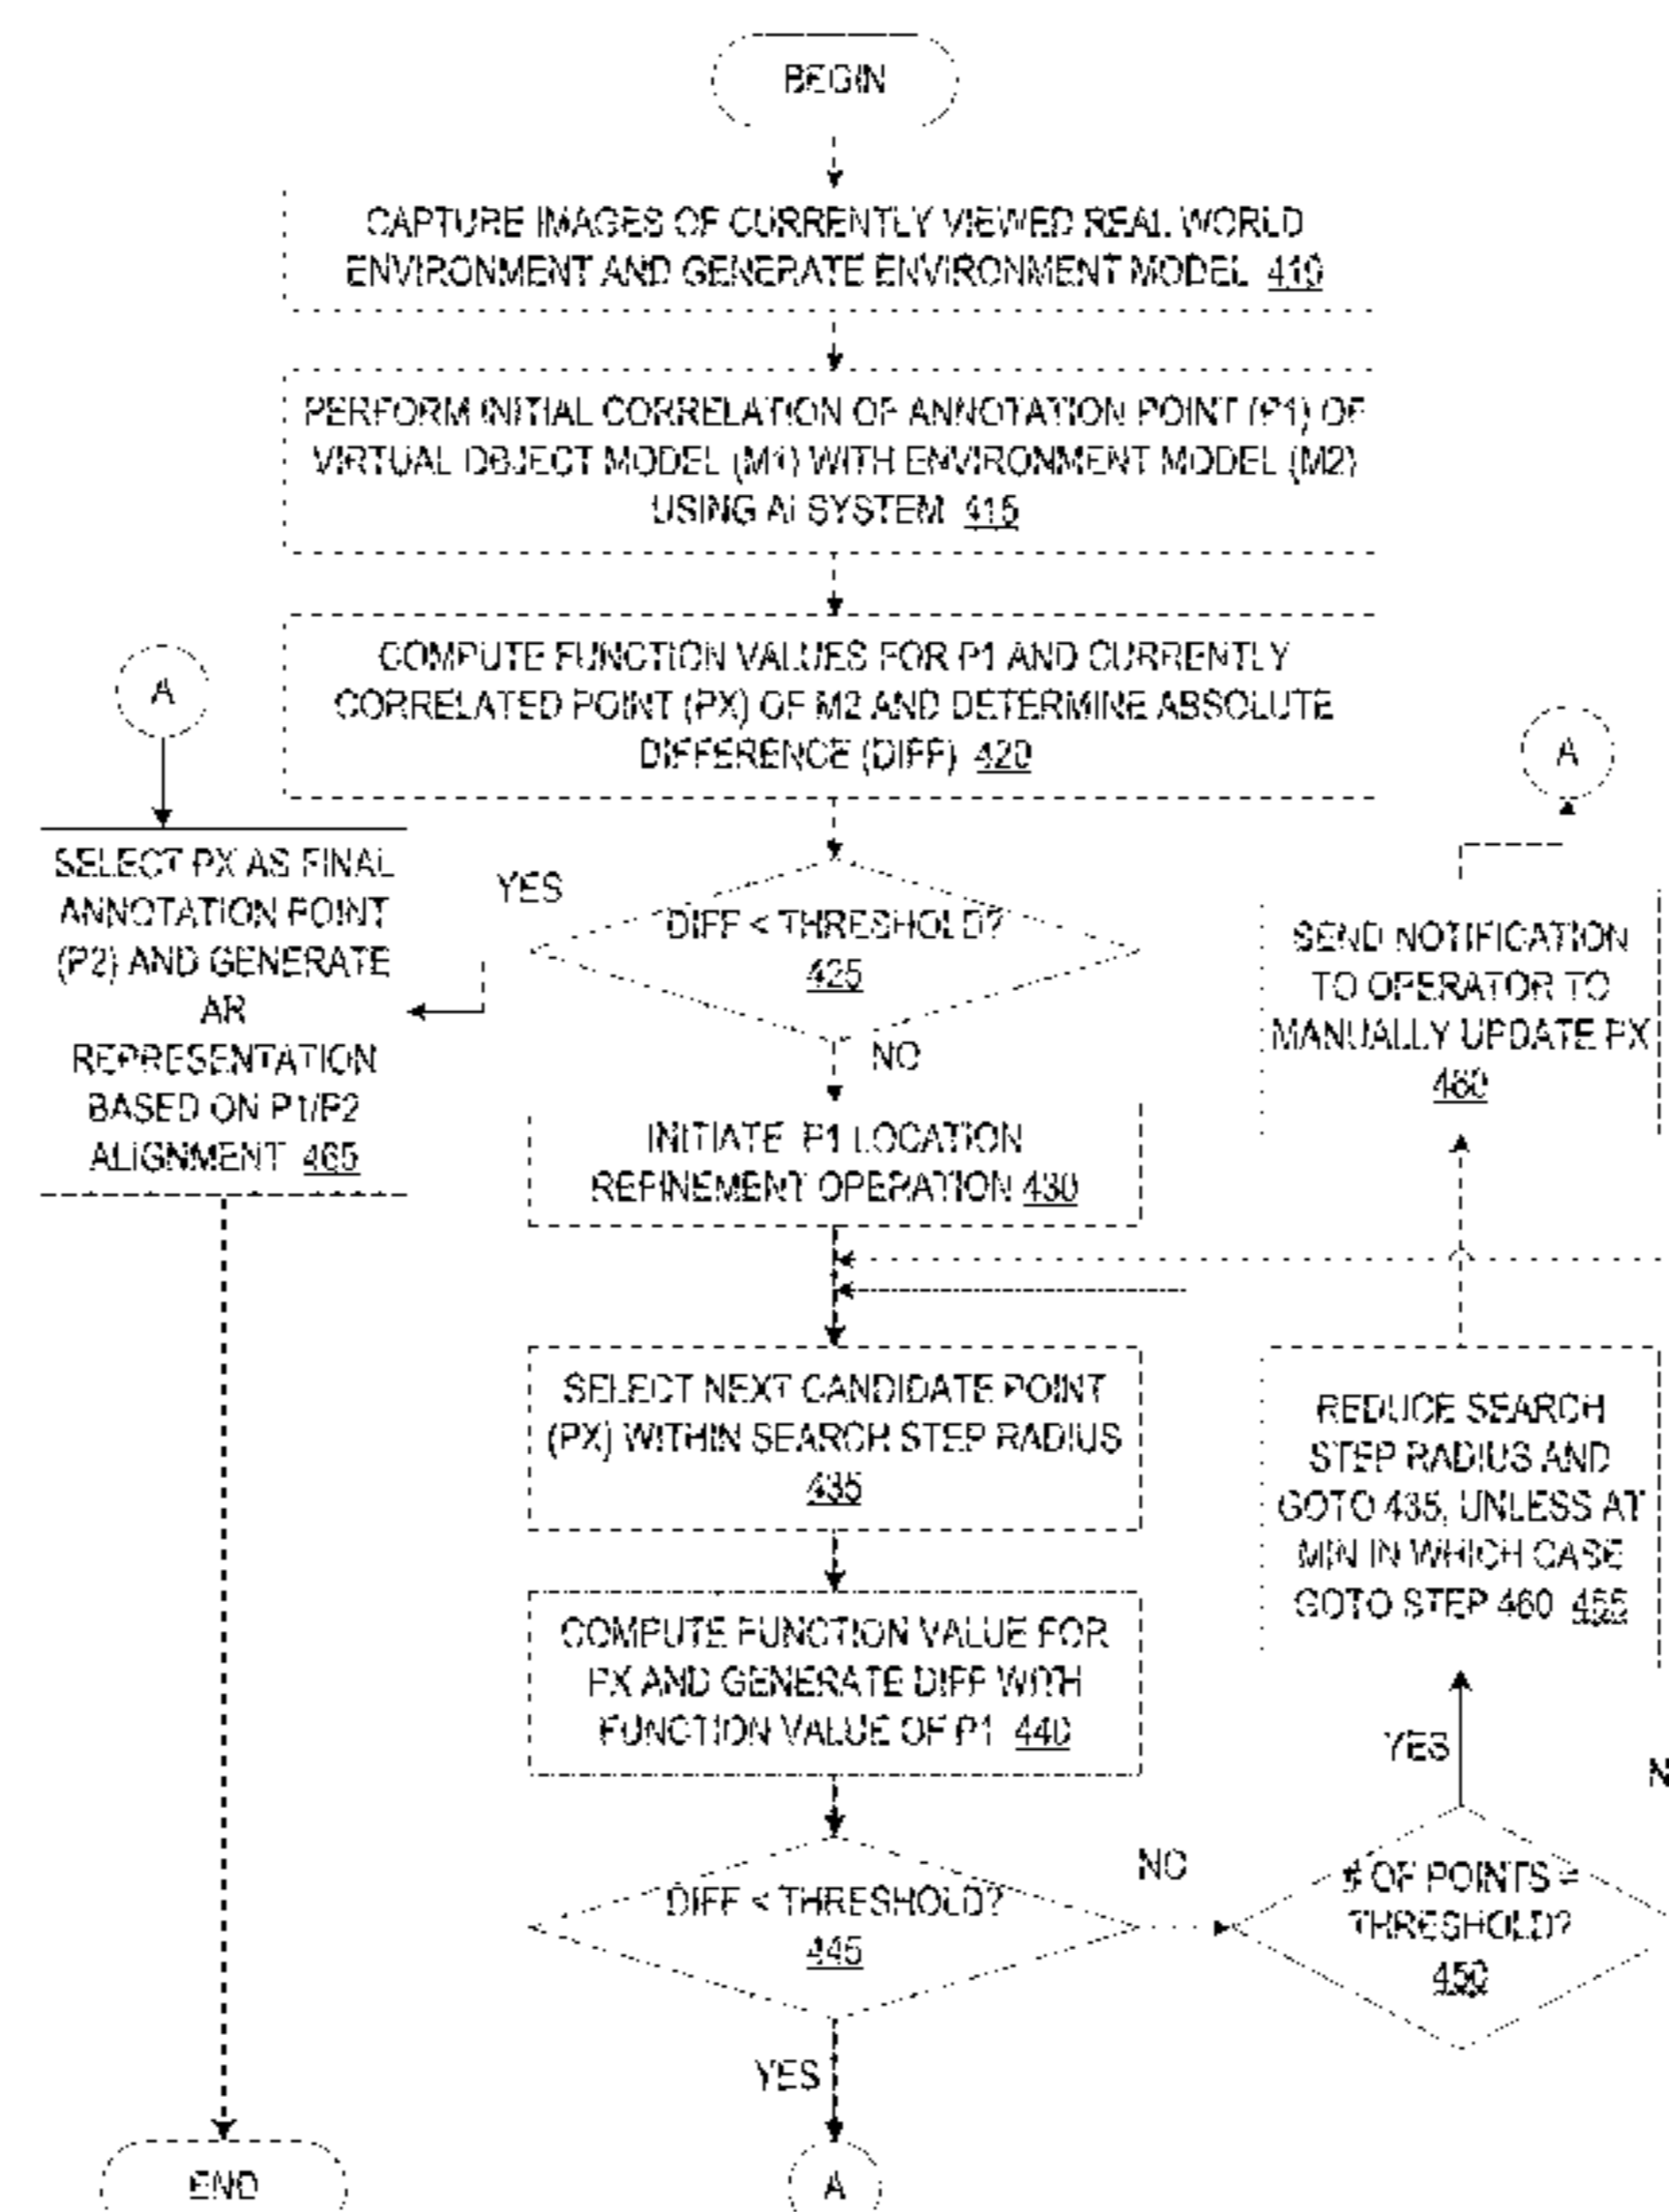 BEGIN
CAPTURE IMAGES OF CURRENTLY VIEWED REAL WORLD
ENVIRONMENT AND GENERATE ENVIRONMENT MODEL 410
PERFORM INITIAL CORRELATION OF ANNOTATION POINT (P1) OF
VIRTUAL OBJECT MODEL (M1) WITH ENVIRONMENT MODEL (M2)
USING AI SYSTEM 415
COMPUTE FUNCTION VALUES FOR P1 AND CURRENTLY
CORRELATED POINT (PX) OF M2 AND DETERMINE ABSOLUTE
DIFFERENCE (DIFF) 420
A
A
SELECT PX AS FINAL
ANNOTATION POINT
(P2) AND GENERATE
AR
REPRESENTATION
BASED ON P1/P2
ALIGNMENT 465
YES
DIFF < THRESHOLD?
425
NO
SEND NOTIFICATION
TO OPERATOR TO
MANUALLY UPDATE PX
460
INITIATE P1 LOCATION
REFINEMENT OPERATION 430
SELECT NEXT CANDIDATE POINT
(PX) WITHIN SEARCH STEP RADIUS
435
REDUCE SEARCH
STEP RADIUS AND
GOTO 435, UNLESS AT
MIN IN WHICH CASE
GOTO STEP 460 455
COMPUTE FUNCTION VALUE FOR
PX AND GENERATE DIFF WITH
FUNCTION VALUE OF P1 440
YES
DIFF < THRESHOLD?
445
NO
# OF POINTS =
THRESHOLD?
450
YES
END
A